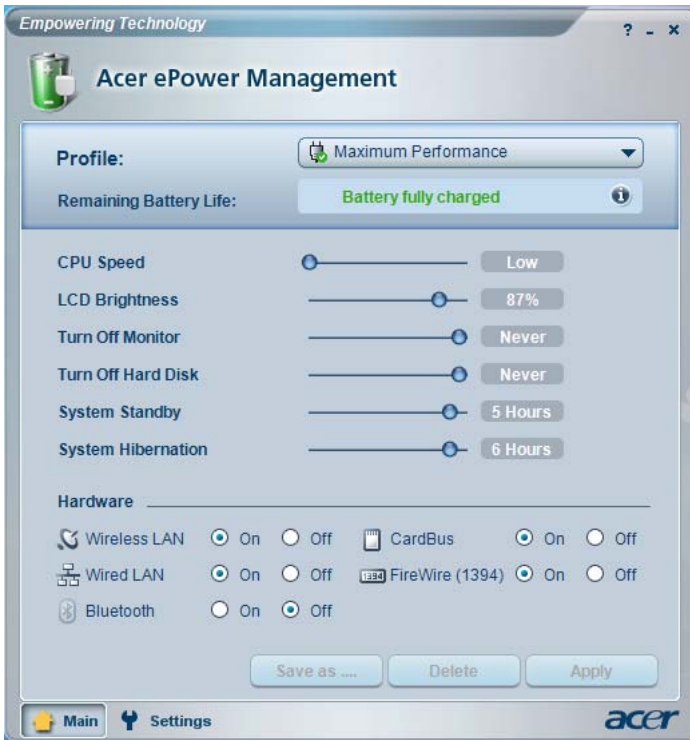 Empowering Technology
? - ×
Acer ePower Management
Profile: Maximum Performance
Remaining Battery Life: Battery fully charged
CPU Speed Low
LCD Brightness 87%
Turn Off Monitor Never
Turn Off Hard Disk Never
System Standby 5 Hours
System Hibernation 6 Hours
Hardware
Wireless LAN On Off CardBus On Off
Wired LAN On Off 1394 FireWire (1394) On Off
Bluetooth On Off
Save as .... Delete Apply
Main Settings acer